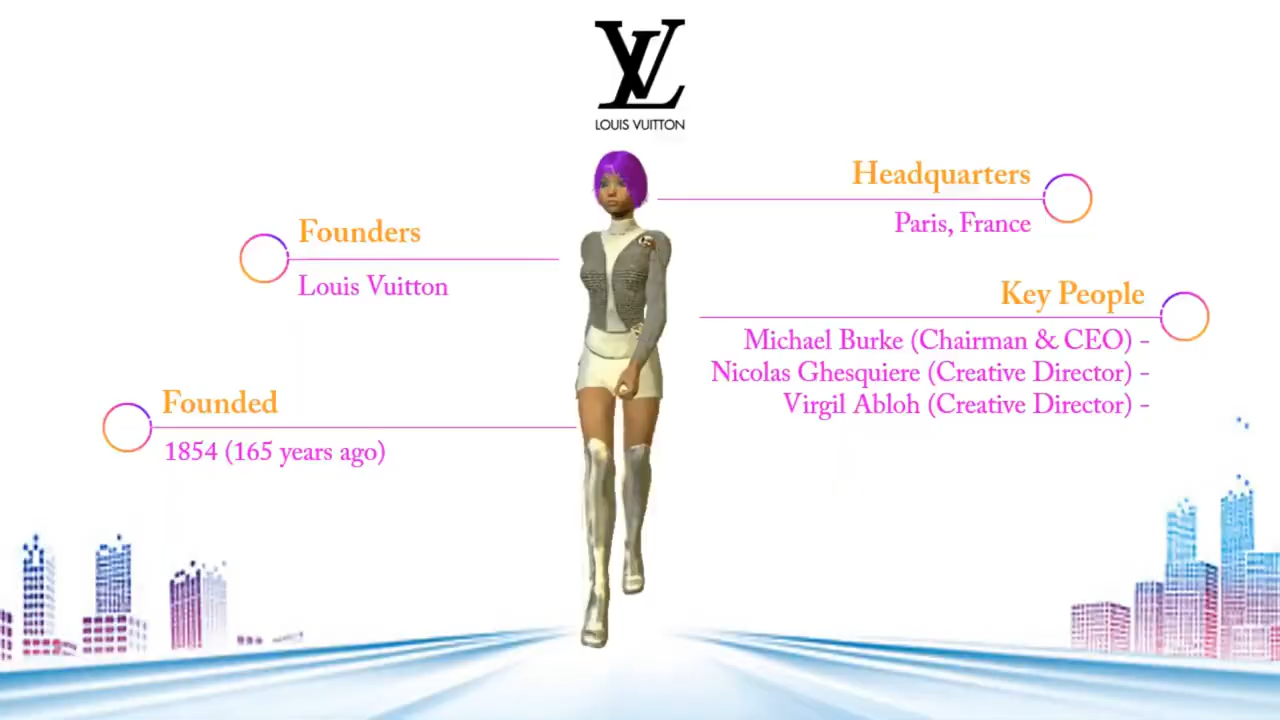 LV
LOUIS VUITTON
Headquarters
Paris, France
Founders
Louis Vuitton
Key People
Michael Burke (Chairman & CEO) -
Nicolas Ghesquiere (Creative Director) -
Virgil Abloh (Creative Director) -
Founded
1854 (165 years ago)